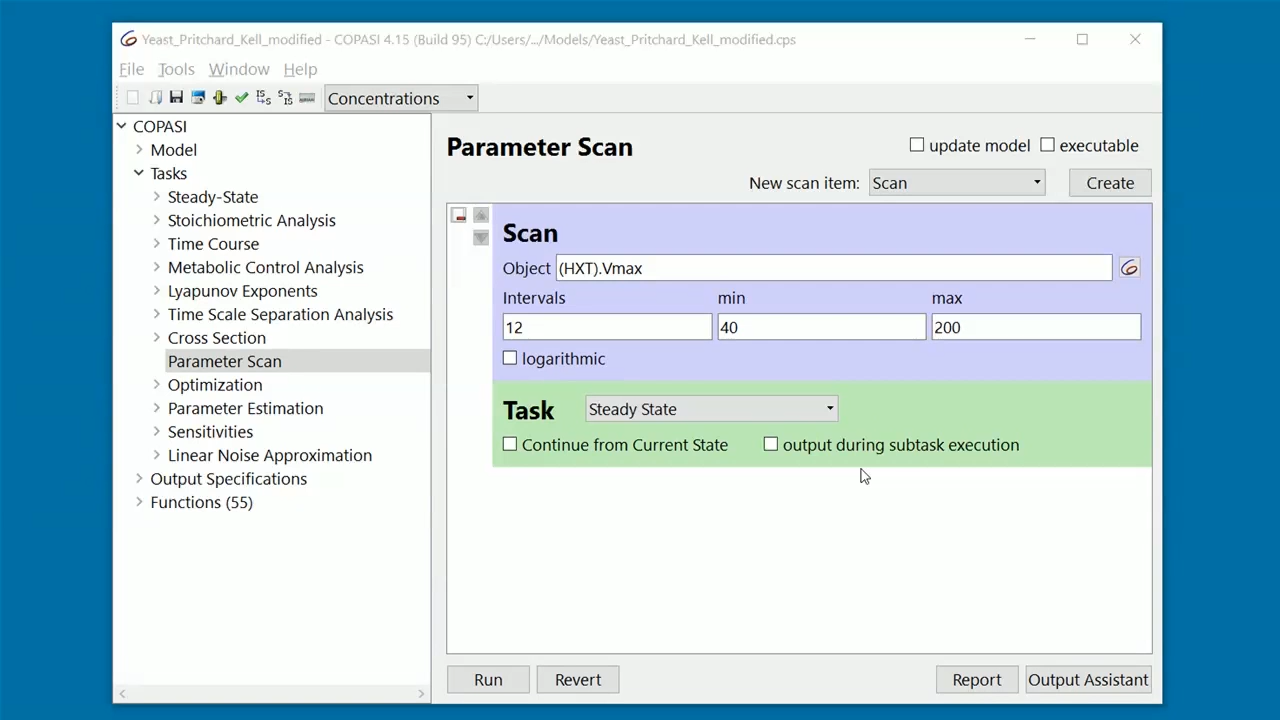 Yeast_Pritchard_Kell_modified - COPASI 4.15 (Build 95) C:/Users/.../Models/Yeast_Pritchard_Kell_modified.cps
File Tools Window Help
Concentrations
COPASI
Model
Tasks
Steady-State
Stoichiometric Analysis
Time Course
Metabolic Control Analysis
Lyapunov Exponents
Time Scale Separation Analysis
Cross Section
Parameter Scan
Optimization
Parameter Estimation
Sensitivities
Linear Noise Approximation
Output Specifications
Functions (55)
Parameter Scan
update model executable
New scan item: Scan Create
Scan
Object (HXT).Vmax
Intervals min max
12 40 200
logarithmic
Task Steady State
Continue from Current State output during subtask execution
Run Revert Report Output Assistant